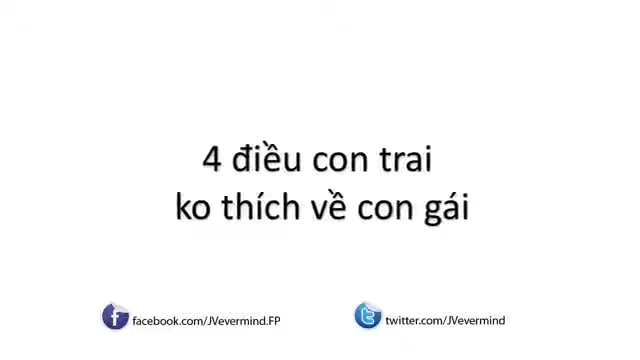 4 điều con trai
ko thích về con gái
facebook.com/JVevermind.FP
twitter.com/JVevermind